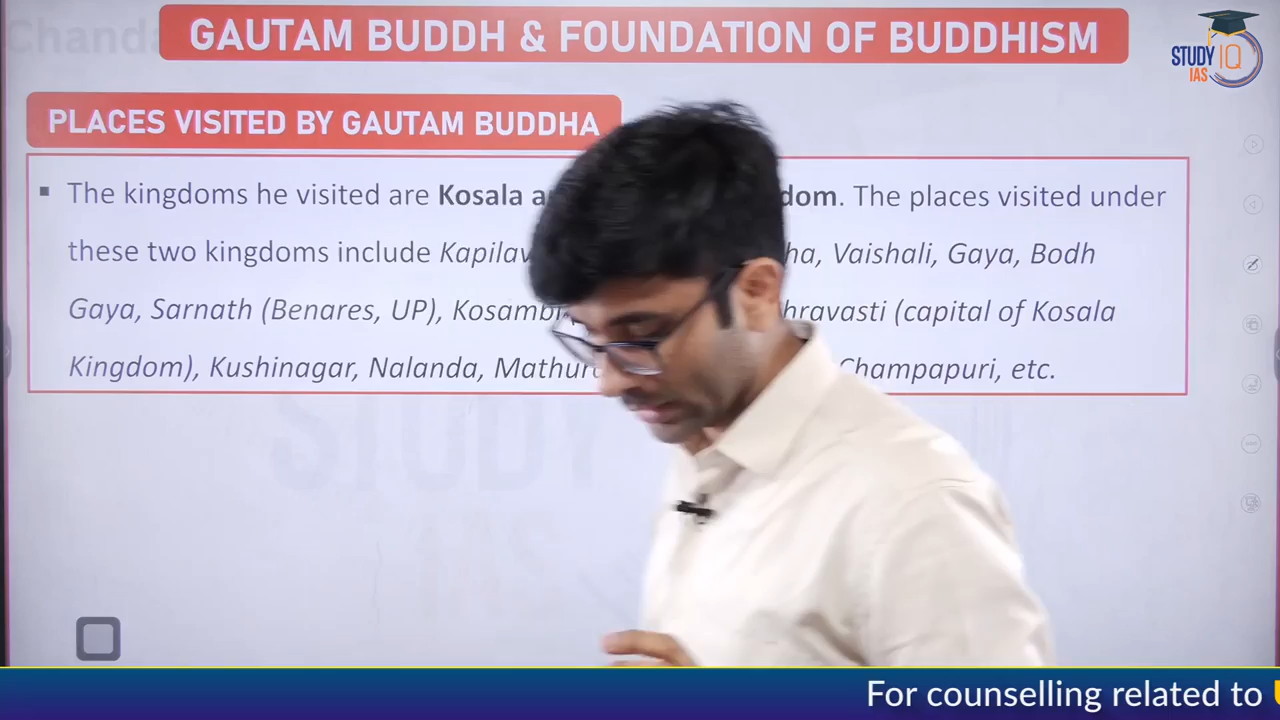 GAUTAM BUDDH & FOUNDATION OF BUDDHISM
STUDY IQ
IAS
PLACES VISITED BY GAUTAM BUDDHA
▪ The kingdoms he visited are Kosala a dom. The places visited under
these two kingdoms include Kapilav ha, Vaishali, Gaya, Bodh
Gaya, Sarnath (Benares, UP), Kosambi hravasti (capital of Kosala
Kingdom), Kushinagar, Nalanda, Mathur Champapuri, etc.
STUDY
For counselling related to